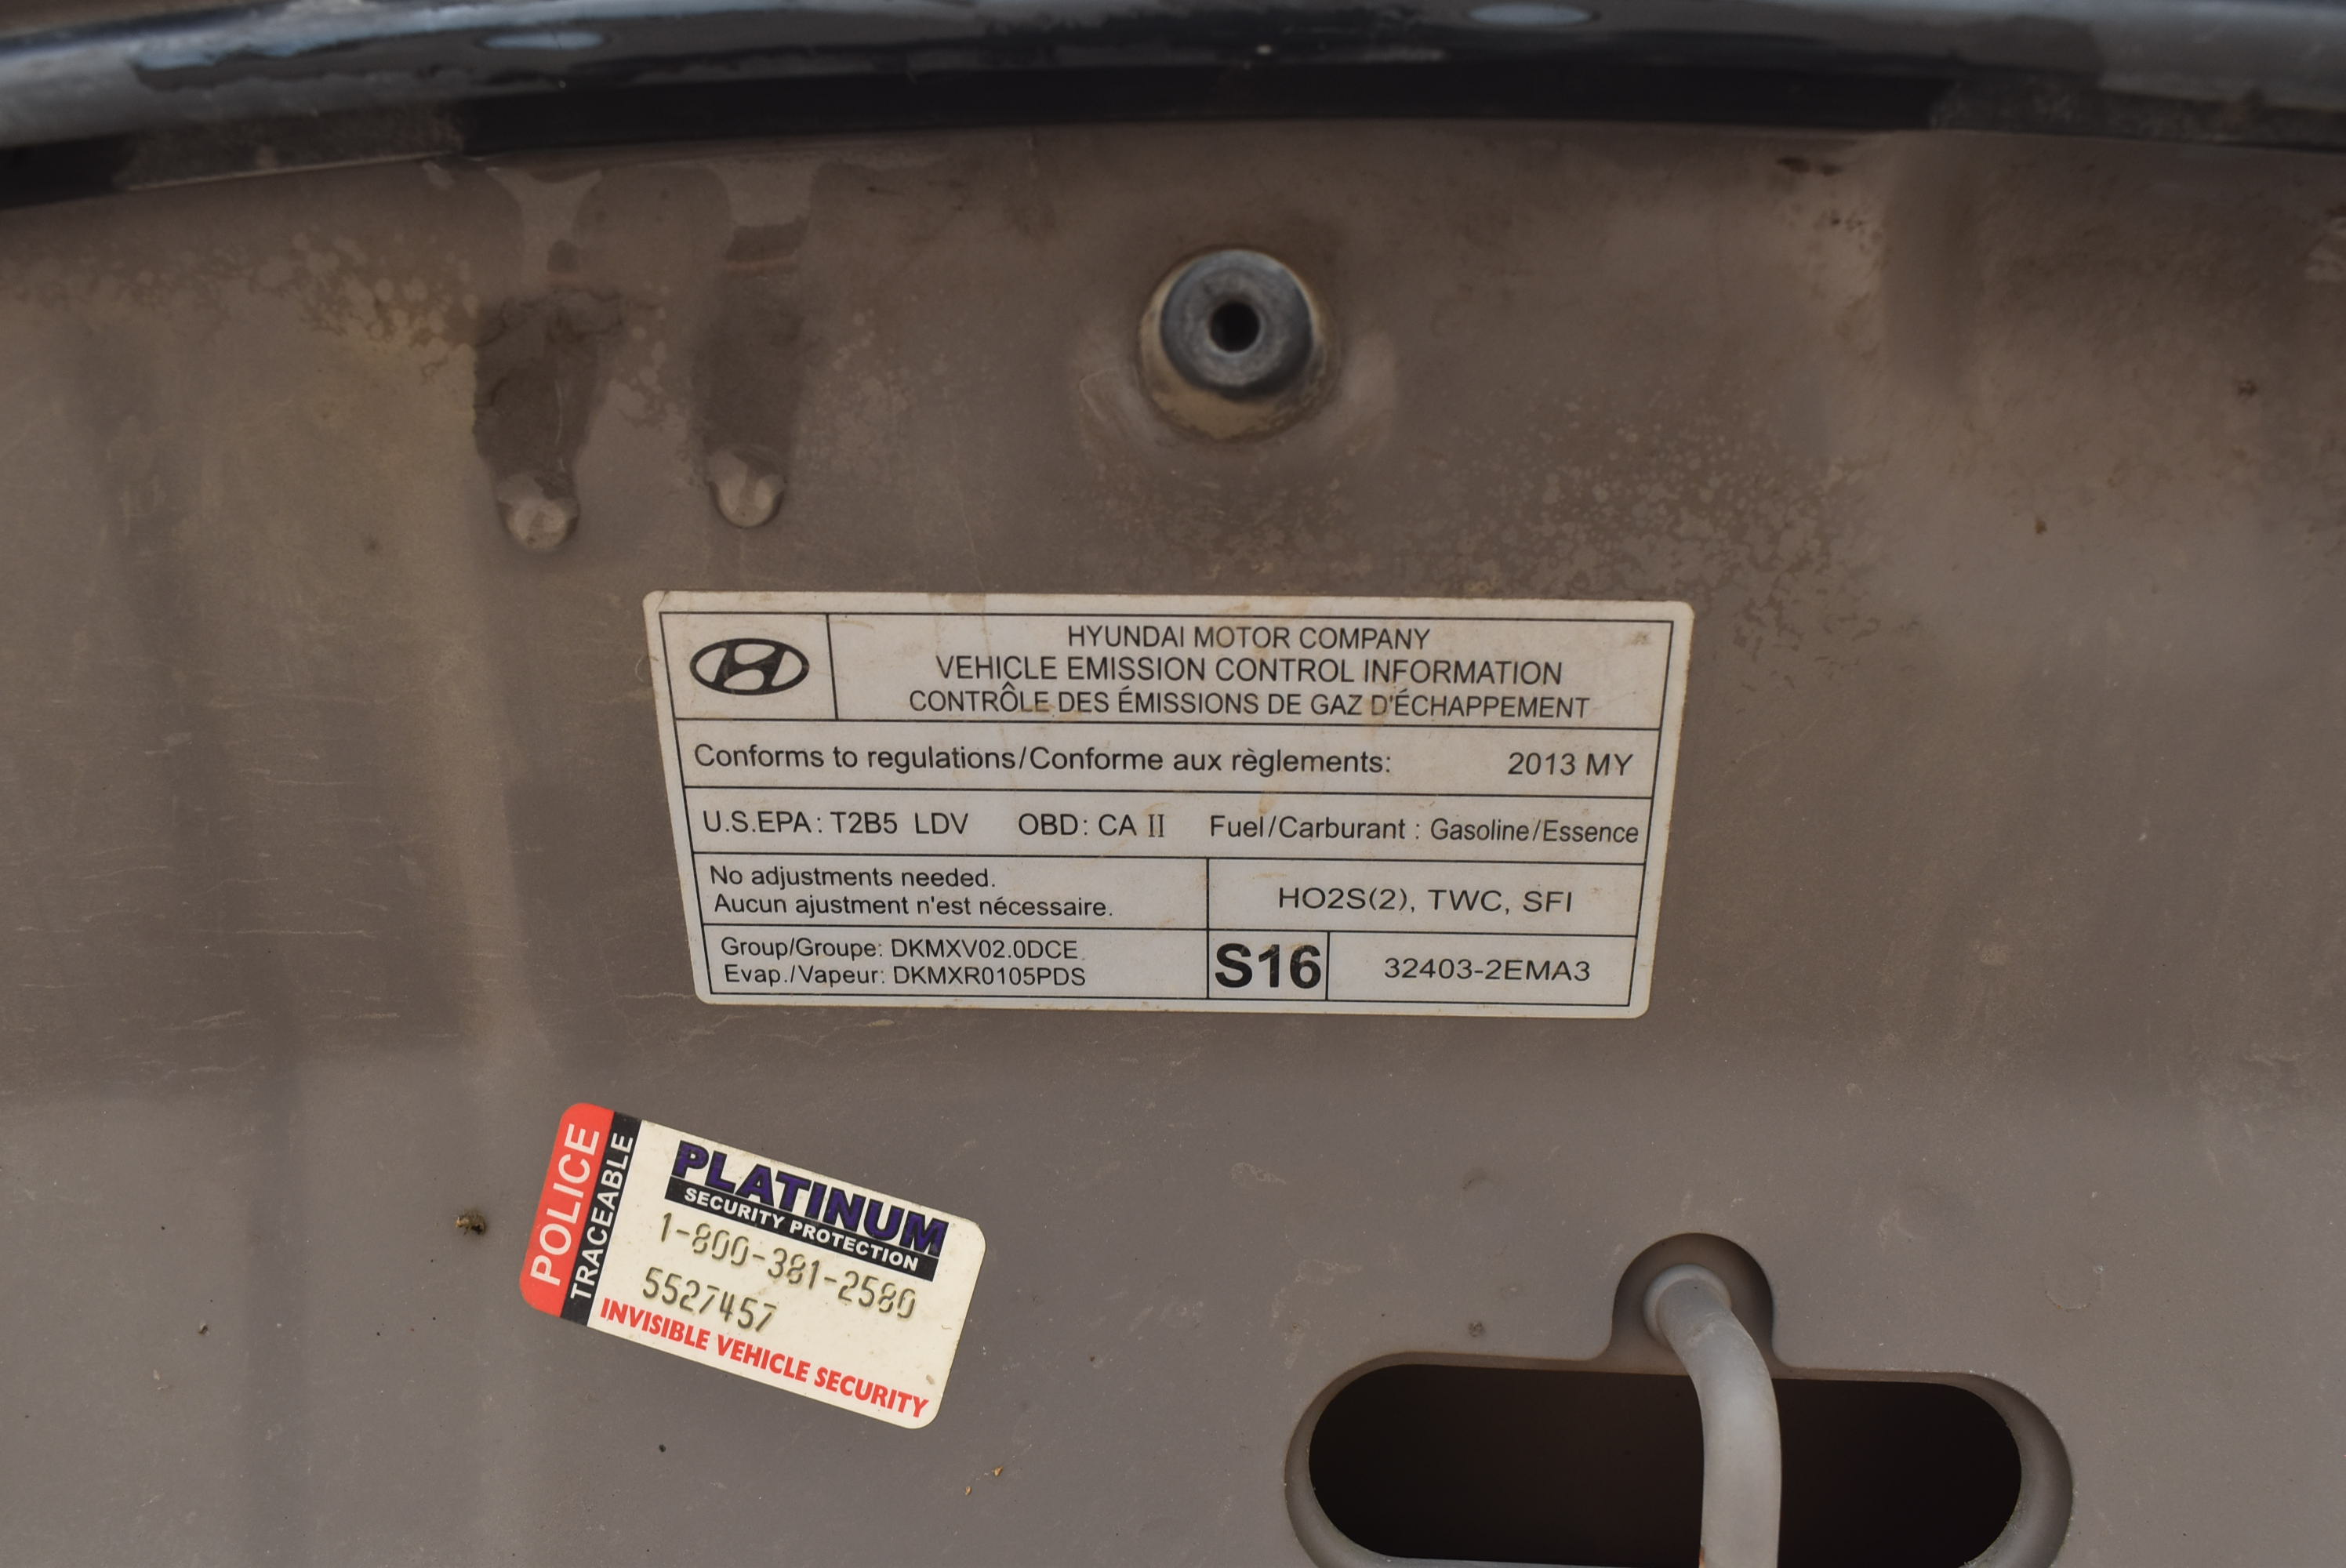 HYUNDAI MOTOR COMPANY
VEHICLE EMISSION CONTROL INFORMATION
CONTRÔLE DES ÉMISSIONS DE GAZ D'ÉCHAPPEMENT
Conforms to regulations/Conforme aux règlements: 2013 MY
U.S.EPA: T2B5 LDV OBD: CA II Fuel/Carburant : Gasoline/Essence
No adjustments needed.
Aucun ajustment n'est nécessaire.
HO2S(2), TWC, SFI
Group/Groupe: DKMXV02.0DCE
Evap./Vapeur: DKMXR0105PDS
S16
32403-2EMA3
POLICE
TRACEABLE
PLATINUM
SECURITY PROTECTION
1-800-381-2580
5527457
INVISIBLE VEHICLE SECURITY